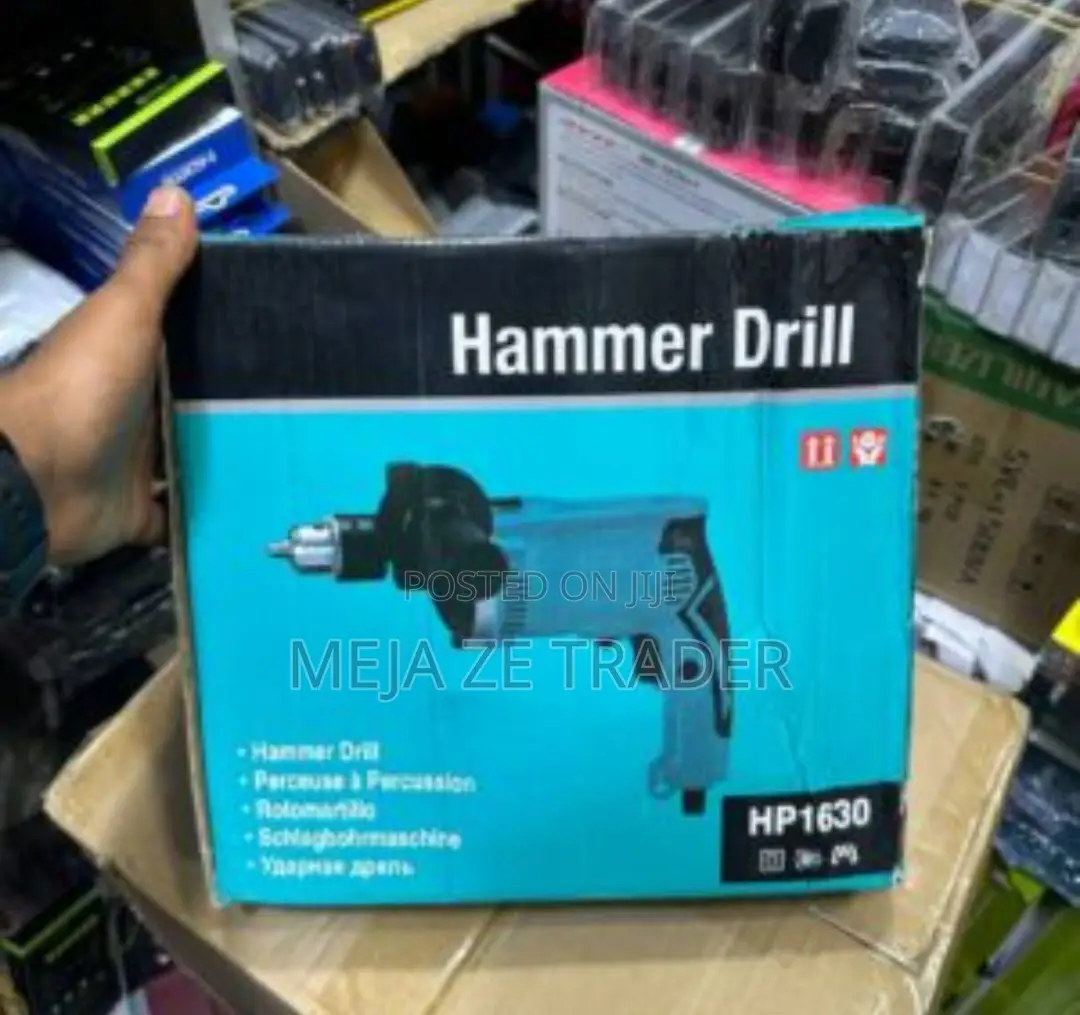 Hammer Drill
POSTED ON JIJI
MEJA ZE TRADER
• Hammer Drill
• Perceuse à Percussion
• Rotomartillo
• Schlagbohrmaschine
• Ударная дрель
HP1630